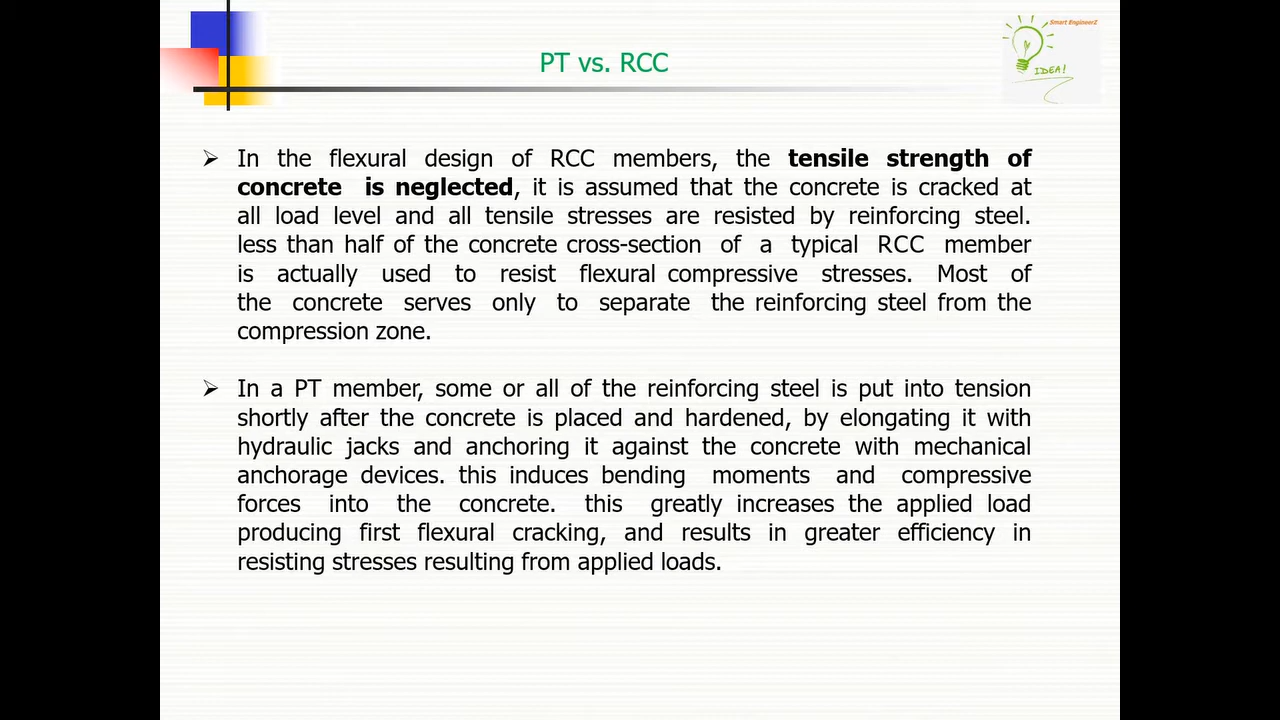 Smart EngineerZ
IDEA!
PT vs. RCC
➢ In the flexural design of RCC members, the tensile strength of
concrete is neglected, it is assumed that the concrete is cracked at
all load level and all tensile stresses are resisted by reinforcing steel.
less than half of the concrete cross-section of a typical RCC member
is actually used to resist flexural compressive stresses. Most of
the concrete serves only to separate the reinforcing steel from the
compression zone.
➢ In a PT member, some or all of the reinforcing steel is put into tension
shortly after the concrete is placed and hardened, by elongating it with
hydraulic jacks and anchoring it against the concrete with mechanical
anchorage devices. this induces bending moments and compressive
forces into the concrete. this greatly increases the applied load
producing first flexural cracking, and results in greater efficiency in
resisting stresses resulting from applied loads.